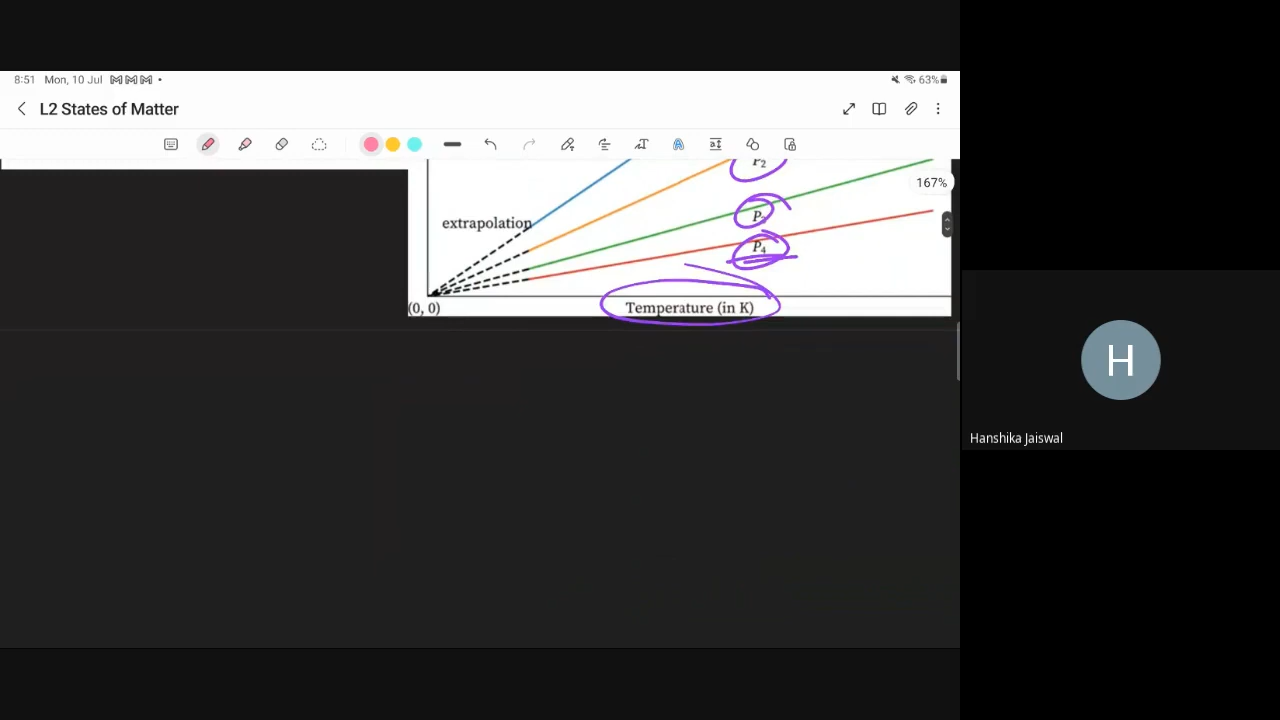 8:51 Mon, 10 Jul
63%
L2 States of Matter
167%
P2
extrapolation
P4
(0, 0)
Temperature (in K)
H
Hanshika Jaiswal